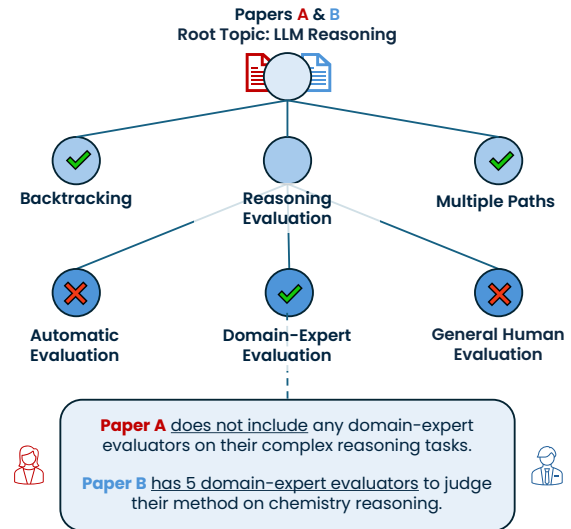 Papers A & B
Root Topic: LLM Reasoning
Backtracking
Reasoning
Evaluation
Multiple Paths
Automatic
Evaluation
Domain-Expert
Evaluation
General Human
Evaluation
Paper A does not include any domain-expert
evaluators on their complex reasoning tasks.
Paper B has 5 domain-expert evaluators to judge
their method on chemistry reasoning.